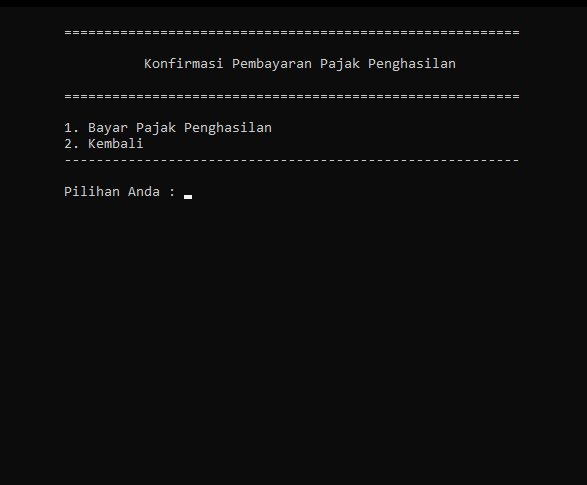 =========================================================
Konfirmasi Pembayaran Pajak Penghasilan
=========================================================
1. Bayar Pajak Penghasilan
2. Kembali
---------------------------------------------------------
Pilihan Anda :